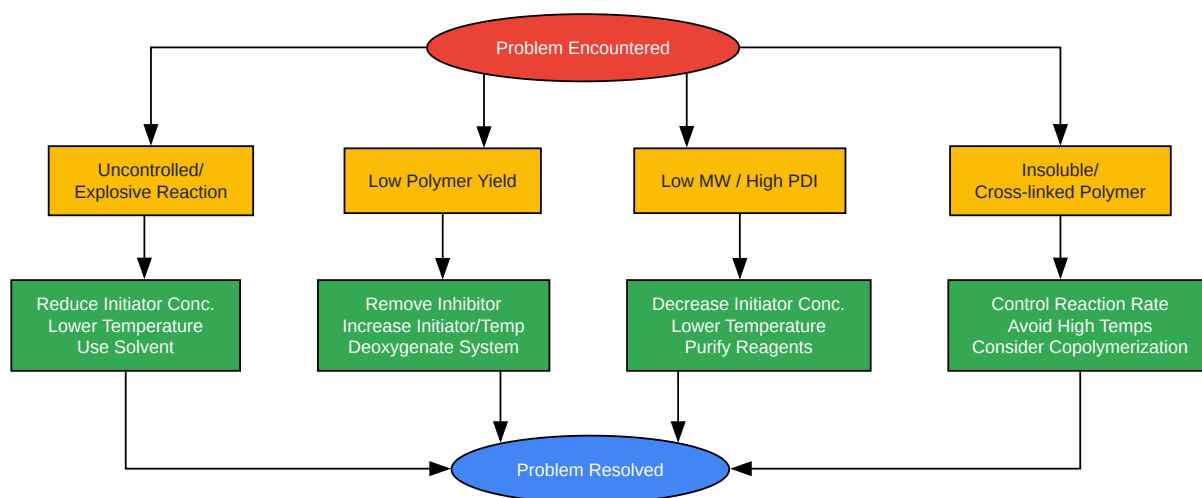 Problem Encountered
Uncontrolled/
Explosive Reaction
Low Polymer Yield
Low MW / High PDI
Insoluble/
Cross-linked Polymer
Reduce Initiator Conc.
Lower Temperature
Use Solvent
Remove Inhibitor
Increase Initiator/Temp
Deoxygenate System
Decrease Initiator Conc.
Lower Temperature
Purify Reagents
Control Reaction Rate
Avoid High Temps
Consider Copolymerization
Problem Resolved